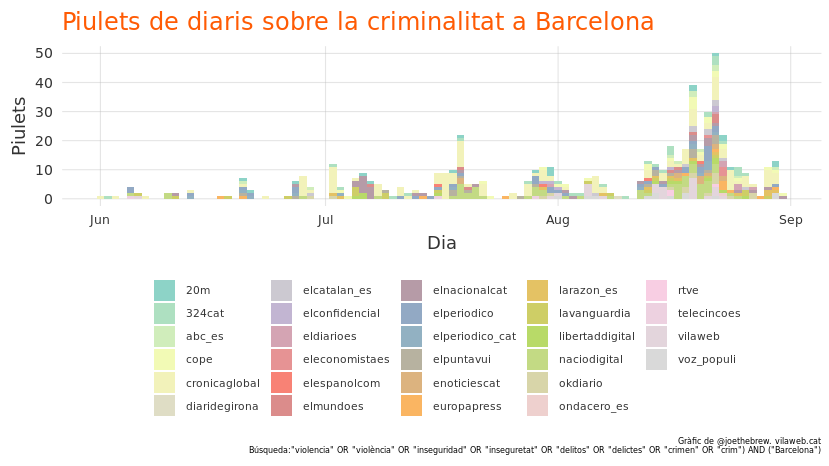 Piulets de diaris sobre la criminalitat a Barcelona
50
40
30
20
10
0
Piulets
Jun Jul Aug Sep
Dia
20m elcatalan_es elnacionalcat larazon_es rtve
324cat elconfidencial elperiodico lavanguardia telecincoes
abc_es eldiarioes elperiodico_cat libertaddigital vilaweb
cope eleconomistaes elpuntavui naciodigital voz_populi
cronicaglobal elespanolcom enoticiescat okdiario
diaridegirona elmundoes europapress ondacero_es
Gràfic de @joethebrew. vilaweb.cat
Búsqueda:"violencia" OR "violència" OR "inseguridad" OR "inseguretat" OR "delitos" OR "delictes" OR "crimen" OR "crim") AND ("Barcelona")